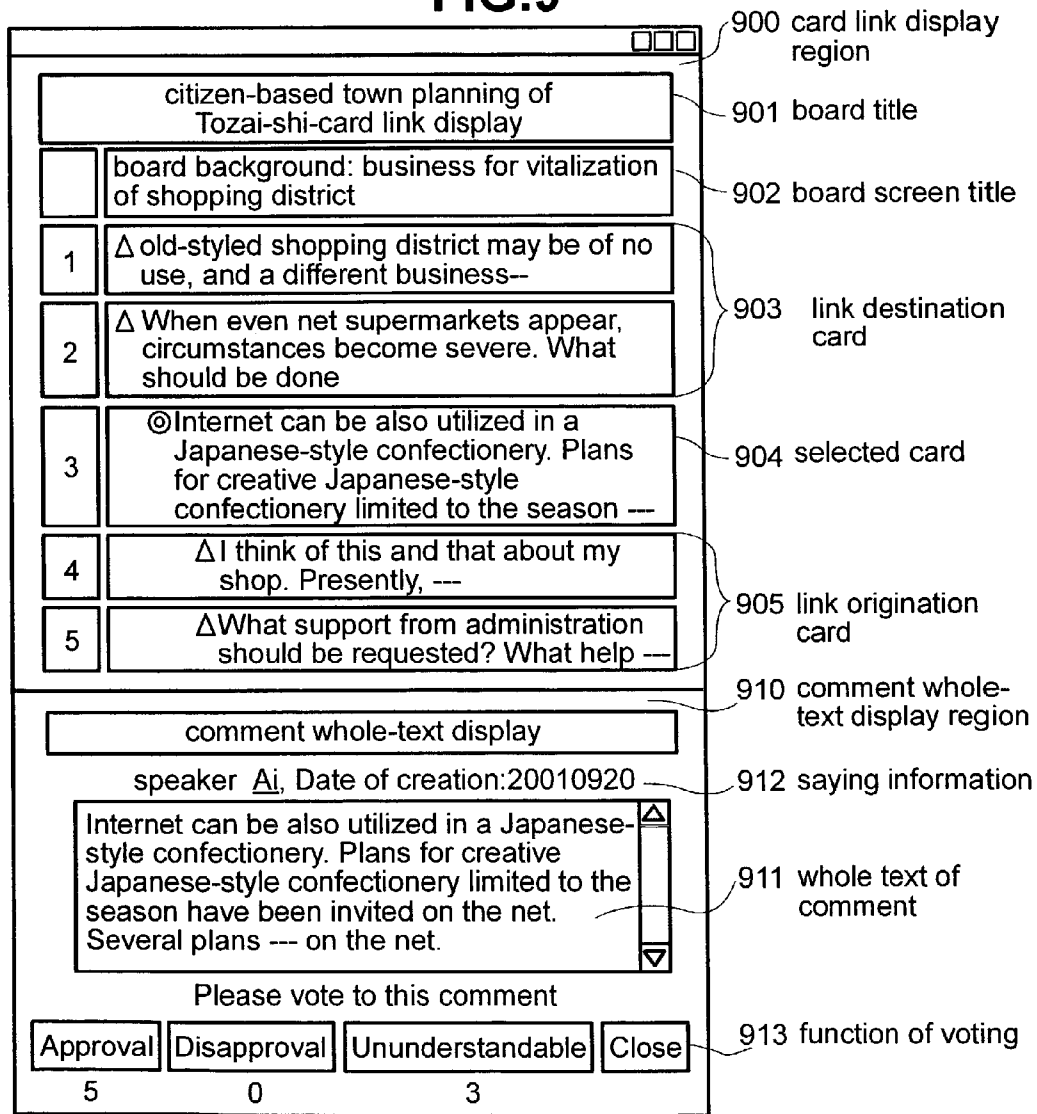 FIG.9
900 card link display
region
citizen-based town planning of
Tozai-shi-card link display
901 board title
board background: business for vitalization
of shopping district
902 board screen title
1
Δ old-styled shopping district may be of no
use, and a different business--
2
Δ When even net supermarkets appear,
circumstances become severe. What
should be done
903 link destination
card
3
◎Internet can be also utilized in a
Japanese-style confectionery. Plans
for creative Japanese-style
confectionery limited to the season ---
904 selected card
4
Δ I think of this and that about my
shop. Presently, ---
5
ΔWhat support from administration
should be requested? What help ---
905 link origination
card
910 comment whole-
text display region
comment whole-text display
speaker Ai, Date of creation:20010920
912 saying information
Internet can be also utilized in a Japanese-
style confectionery. Plans for creative
Japanese-style confectionery limited to the
season have been invited on the net.
Several plans --- on the net.
911 whole text of
comment
Please vote to this comment
Approval Disapproval Ununderstandable Close
913 function of voting
5 0 3